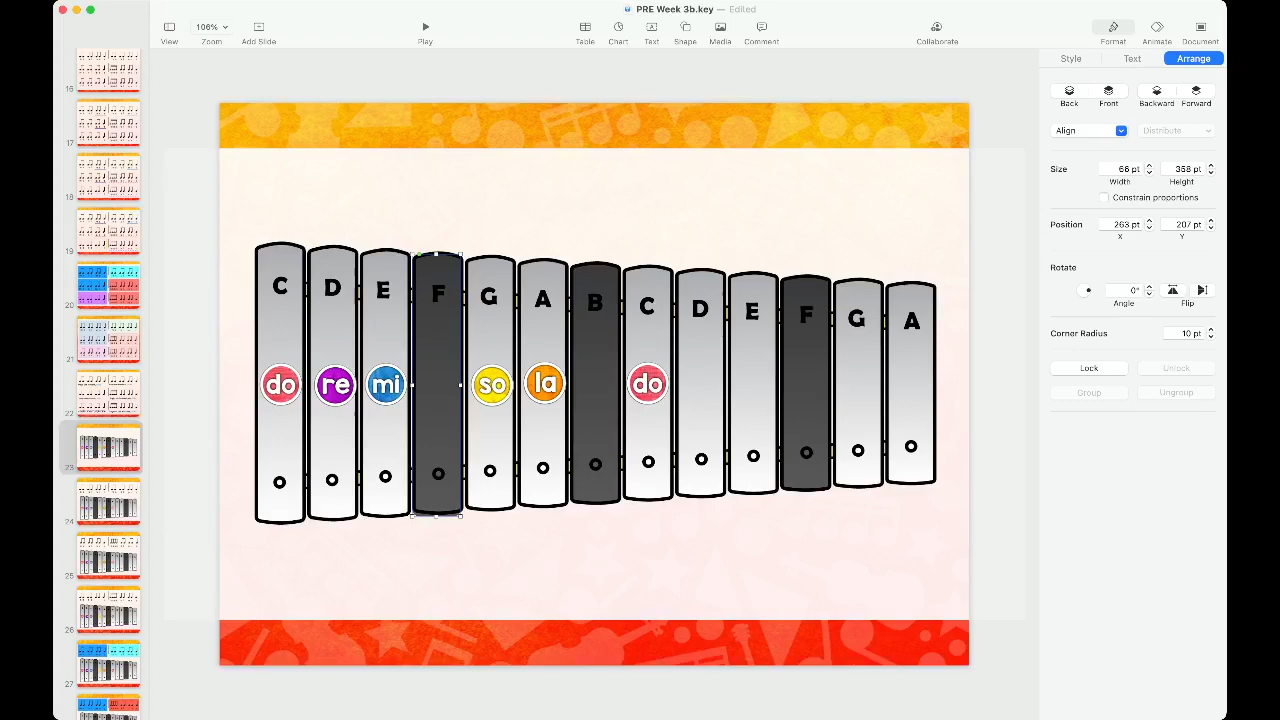 PRE Week 3b.key — Edited
106%
View Zoom Add Slide Play Table Chart Text Shape Media Comment Collaborate Format Animate Document
Style Text Arrange
Back Front Backward Forward
Align Distribute
Size 66 pt 358 pt
Width Height
Constrain proportions
Position 263 pt 207 pt
X Y
Rotate 0°
Angle Flip
Corner Radius 10 pt
Lock Unlock
Group Ungroup
C D E F G A B C D E F G A
do re mi so la do
16
17
18
19
20
21
22
23
24
25
26
27